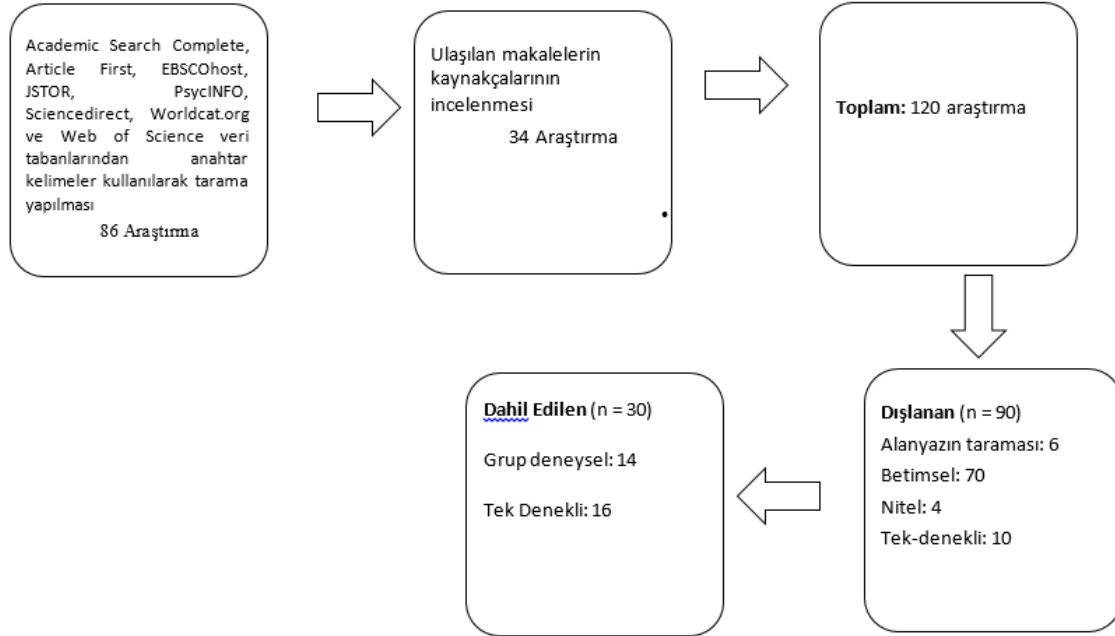 Academic Search Complete,
Article First, EBSCOhost,
JSTOR, PsycINFO,
Sciencedirect, Worldcat.org
ve Web of Science veri
tabanlarından anahtar
kelimeler kullanılarak tarama
yapılması
86 Araştırma
Ulaşılan makalelerin
kaynakçalarının
incelenmesi
34 Araştırma
Toplam: 120 araştırma
Dışlanan (n = 90)
Alanyazın taraması: 6
Betimsel: 70
Nitel: 4
Tek-denekli: 10
Dahil Edilen (n = 30)
Grup deneysel: 14
Tek Denekli: 16